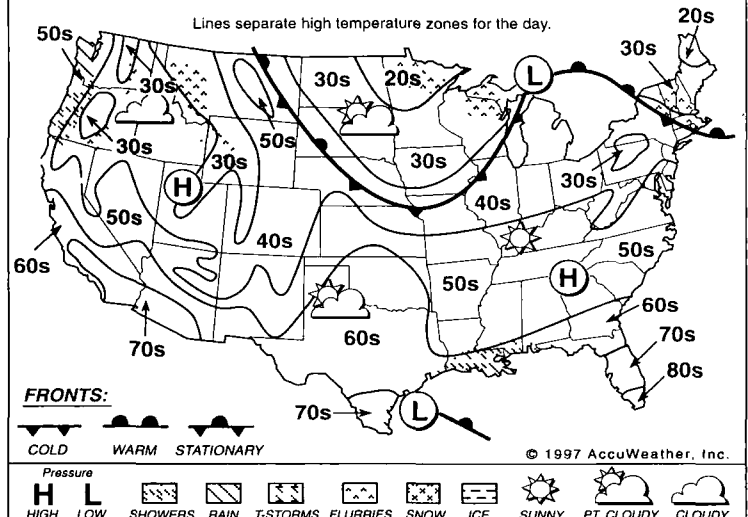 Lines separate high temperature zones for the day.
20s
50s
30s
L
30s
30s
20s
50s
30s
30s
30s
30s
H
40s
50s
40s
50s
60s
50s
H
60s
60s
70s
70s
80s
70s
L
FRONTS:
COLD WARM STATIONARY
© 1997 AccuWeather, Inc.
Pressure
H L
HIGH LOW SHOWERS RAIN T-STORMS FLURRIES SNOW ICE SUNNY PT. CLOUDY CLOUDY